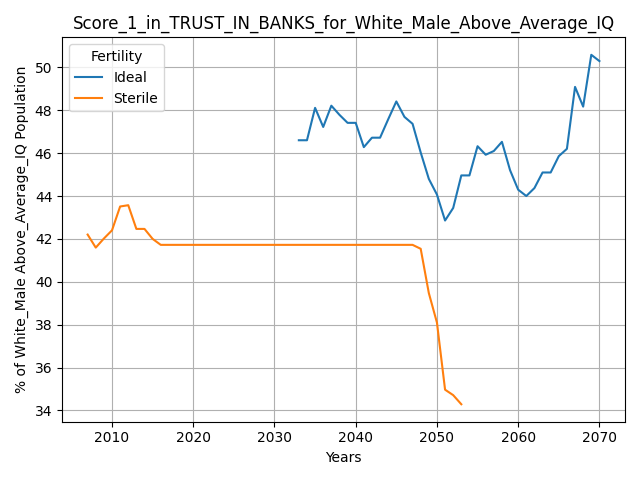 Score_1_in_TRUST_IN_BANKS_for_White_Male_Above_Average_IQ
Fertility
Ideal
Sterile
% of White_Male Above_Average_IQ Population
50
48
46
44
42
40
38
36
34
2010
2020
2030
2040
2050
2060
2070
Years